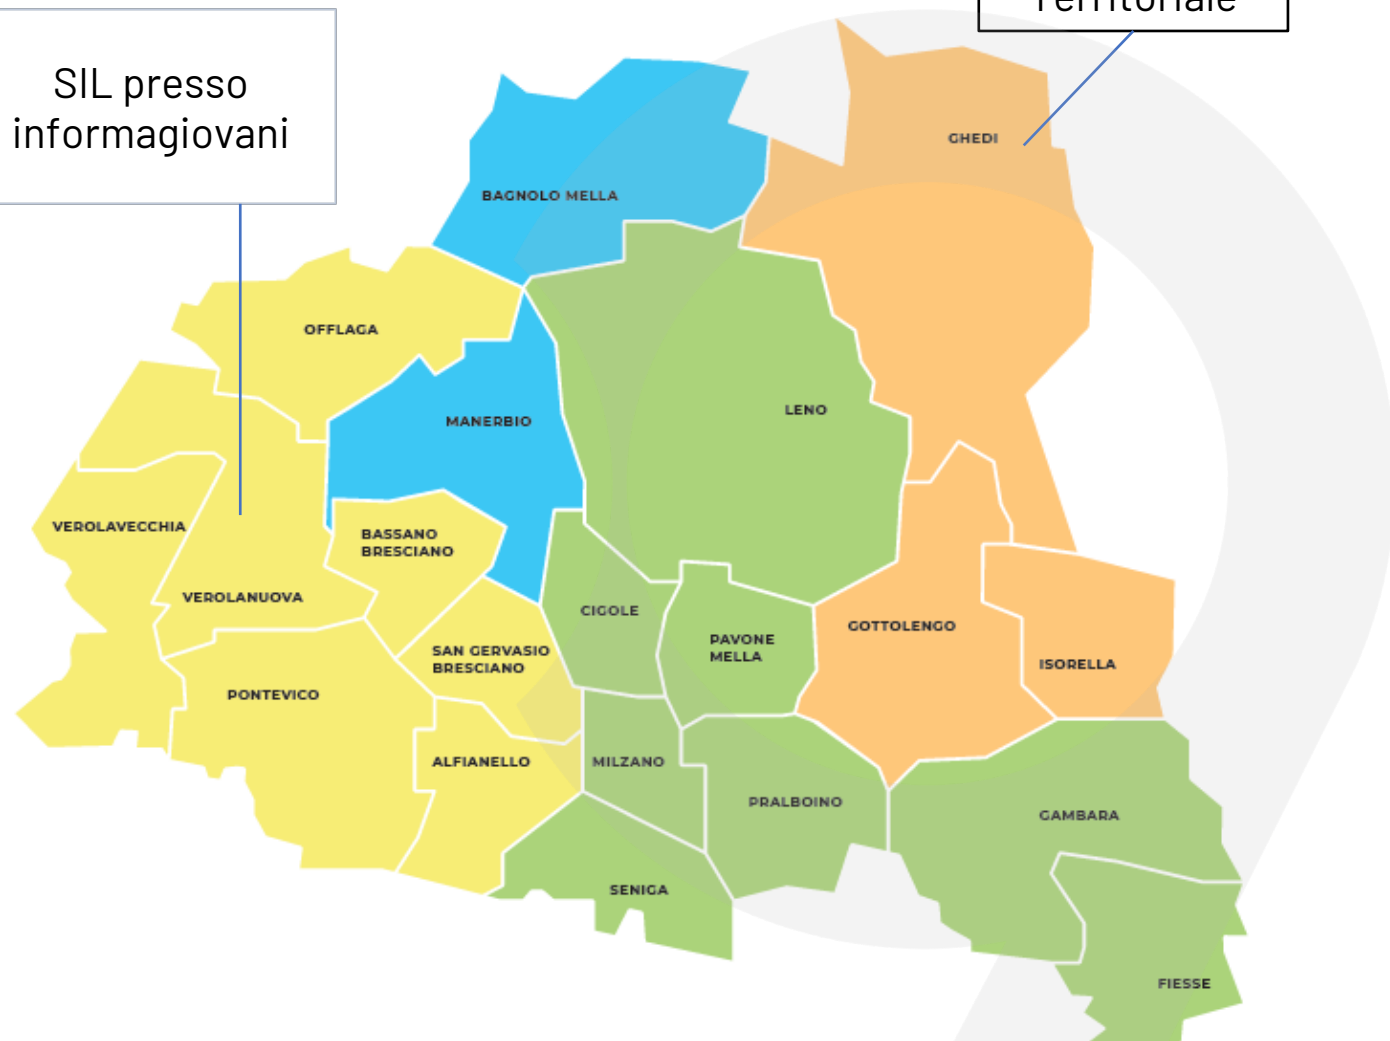 Territoriale
SIL presso
informagiovani
GHEDI
BAGNOLO MELLA
OFFLAGA
LENO
MANERBIO
VEROLAVECCHIA
BASSANO
BRESCIANO
VEROLANUOVA
CIGOLE
GOTTOLENGO
PAVONE
MELLA
SAN GERVASIO
BRESCIANO
ISORELLA
PONTEVICO
ALFIANELLO
MILZANO
PRALBOINO
GAMBARA
SENIGA
FIESSE